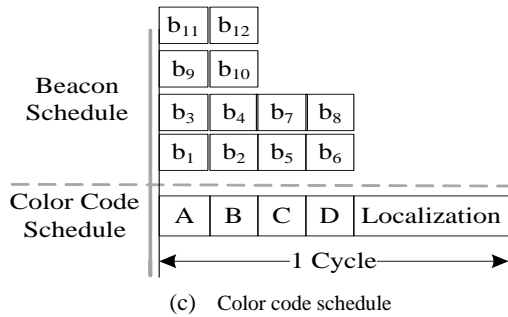 b11 b12
b9 b10
Beacon
Schedule
b3 b4 b7 b8
b1 b2 b5 b6
Color Code
Schedule
A B C D Localization
1 Cycle
(c) Color code schedule